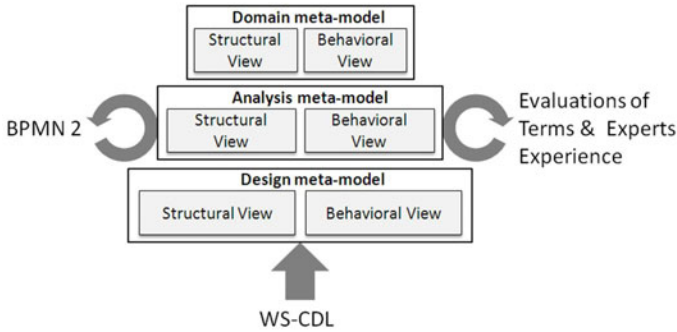 Domain meta-model
Structural
View
Behavioral
View
Analysis meta-model
Structural
View
Behavioral
View
BPMN 2
Evaluations of
Terms & Experts
Experience
Design meta-model
Structural View
Behavioral View
WS-CDL